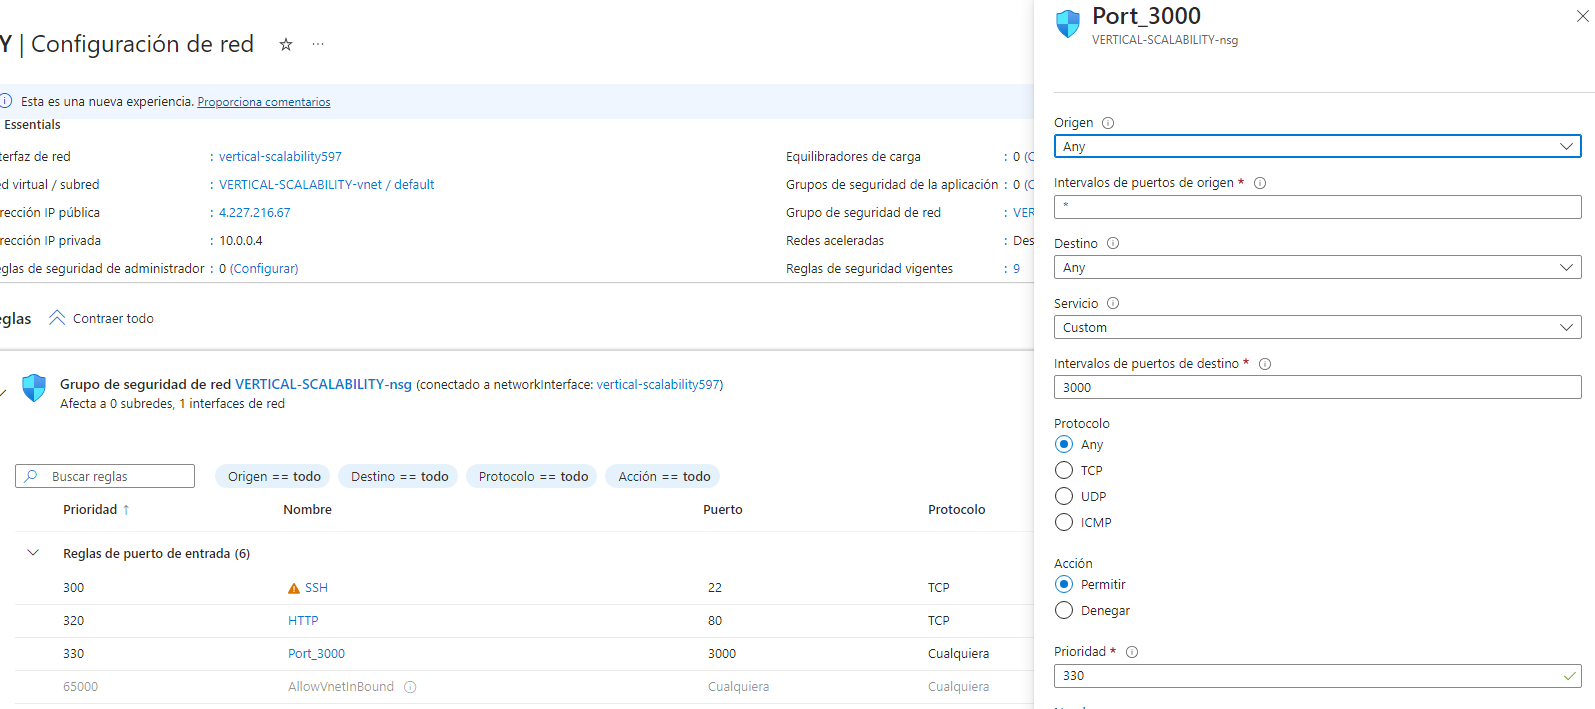 Y | Configuración de red
Esta es una nueva experiencia. Proporciona comentarios
Essentials
terfaz de red : vertical-scalability597
ed virtual / subred : VERTICAL-SCALABILITY-vnet / default
rección IP pública : 4.227.216.67
rección IP privada : 10.0.0.4
eglas de seguridad de administrador : 0 (Configurar)
Equilibradores de carga : 0 (C
Grupos de seguridad de la aplicación : 0 (C
Grupo de seguridad de red : VER
Redes aceleradas : Des
Reglas de seguridad vigentes : 9
eglas Contraer todo
Grupo de seguridad de red VERTICAL-SCALABILITY-nsg (conectado a networkInterface: vertical-scalability597)
Afecta a 0 subredes, 1 interfaces de red
Buscar reglas Origen == todo Destino == todo Protocolo == todo Acción == todo
Prioridad ↑ Nombre Puerto Protocolo
Reglas de puerto de entrada (6)
300 SSH 22 TCP
320 HTTP 80 TCP
330 Port_3000 3000 Cualquiera
65000 AllowVnetInBound Cualquiera Cualquiera
Port_3000
VERTICAL-SCALABILITY-nsg
Origen
Any
Intervalos de puertos de origen *
*
Destino
Any
Servicio
Custom
Intervalos de puertos de destino *
3000
Protocolo
Any
TCP
UDP
ICMP
Acción
Permitir
Denegar
Prioridad *
330